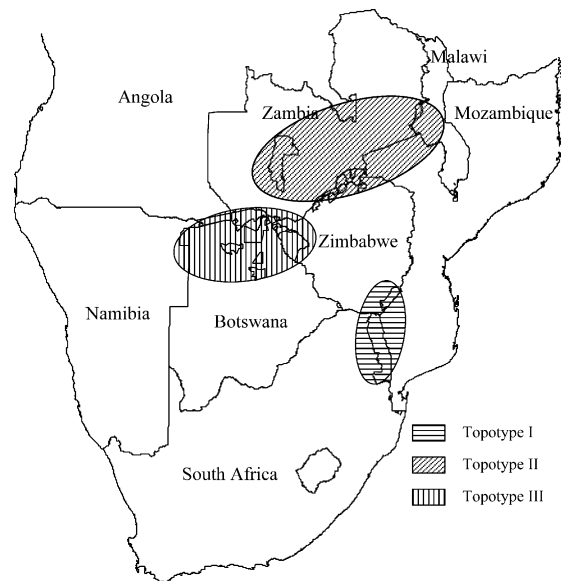 Malawi
Angola
Zambia
Mozambique
Zimbabwe
Namibia
Botswana
South Africa
Topotype I
Topotype II
Topotype III